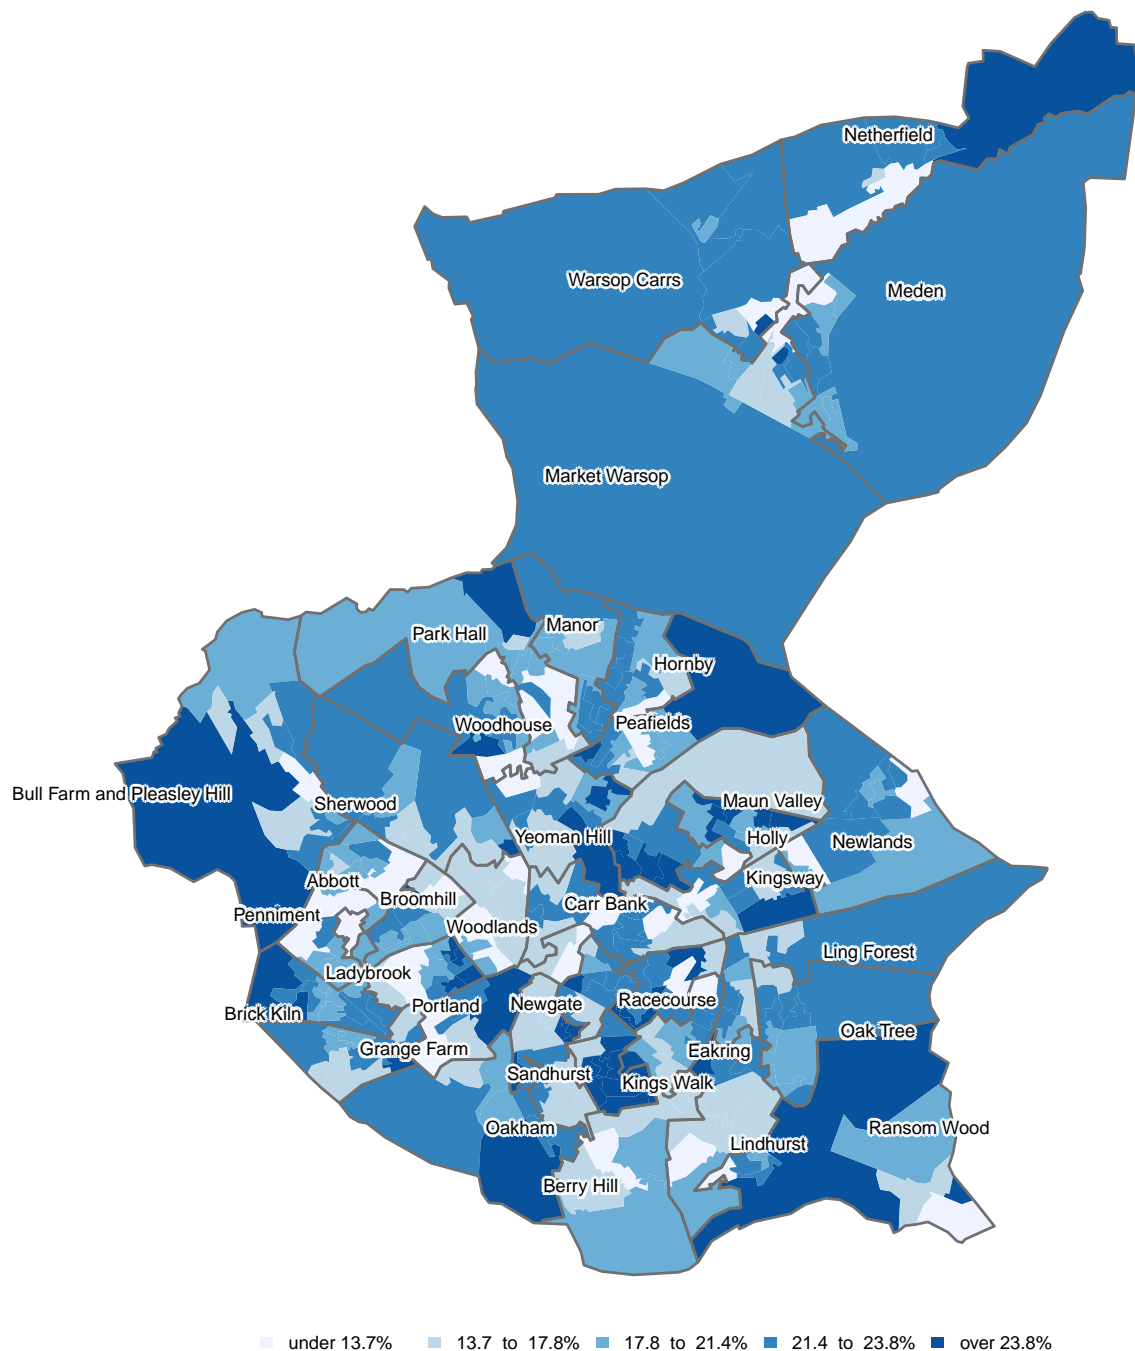 Netherfield
Warsop Carrs
Meden
Market Warsop
Manor
Park Hall
Hornby
Woodhouse
Peafields
Bull Farm and Pleasley Hill
Sherwood
Maun Valley
Yeoman Hill
Holly
Newlands
Abbott
Kingsway
Broomhill
Carr Bank
Penniment
Woodlands
Ling Forest
Ladybrook
Racecourse
Newgate
Portland
Brick Kiln
Oak Tree
Grange Farm
Eakring
Sandhurst
Kings Walk
Oakham
Ransom Wood
Lindhurst
Berry Hill
under 13.7% 13.7 to 17.8% 17.8 to 21.4% 21.4 to 23.8% over 23.8%